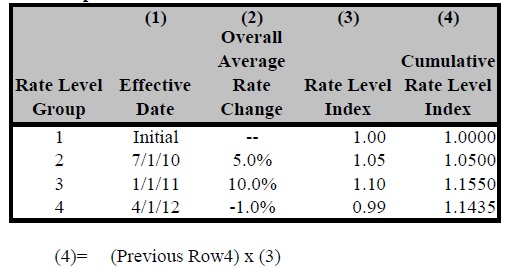 (1) (2) (3) (4)
Overall
Average Cumulative
Rate Level Effective Rate Rate Level Rate Level
Group Date Change Index Index
1 Initial -- 1.00 1.0000
2 7/1/10 5.0% 1.05 1.0500
3 1/1/11 10.0% 1.10 1.1550
4 4/1/12 -1.0% 0.99 1.1435
(4)= (Previous Row4) x (3)